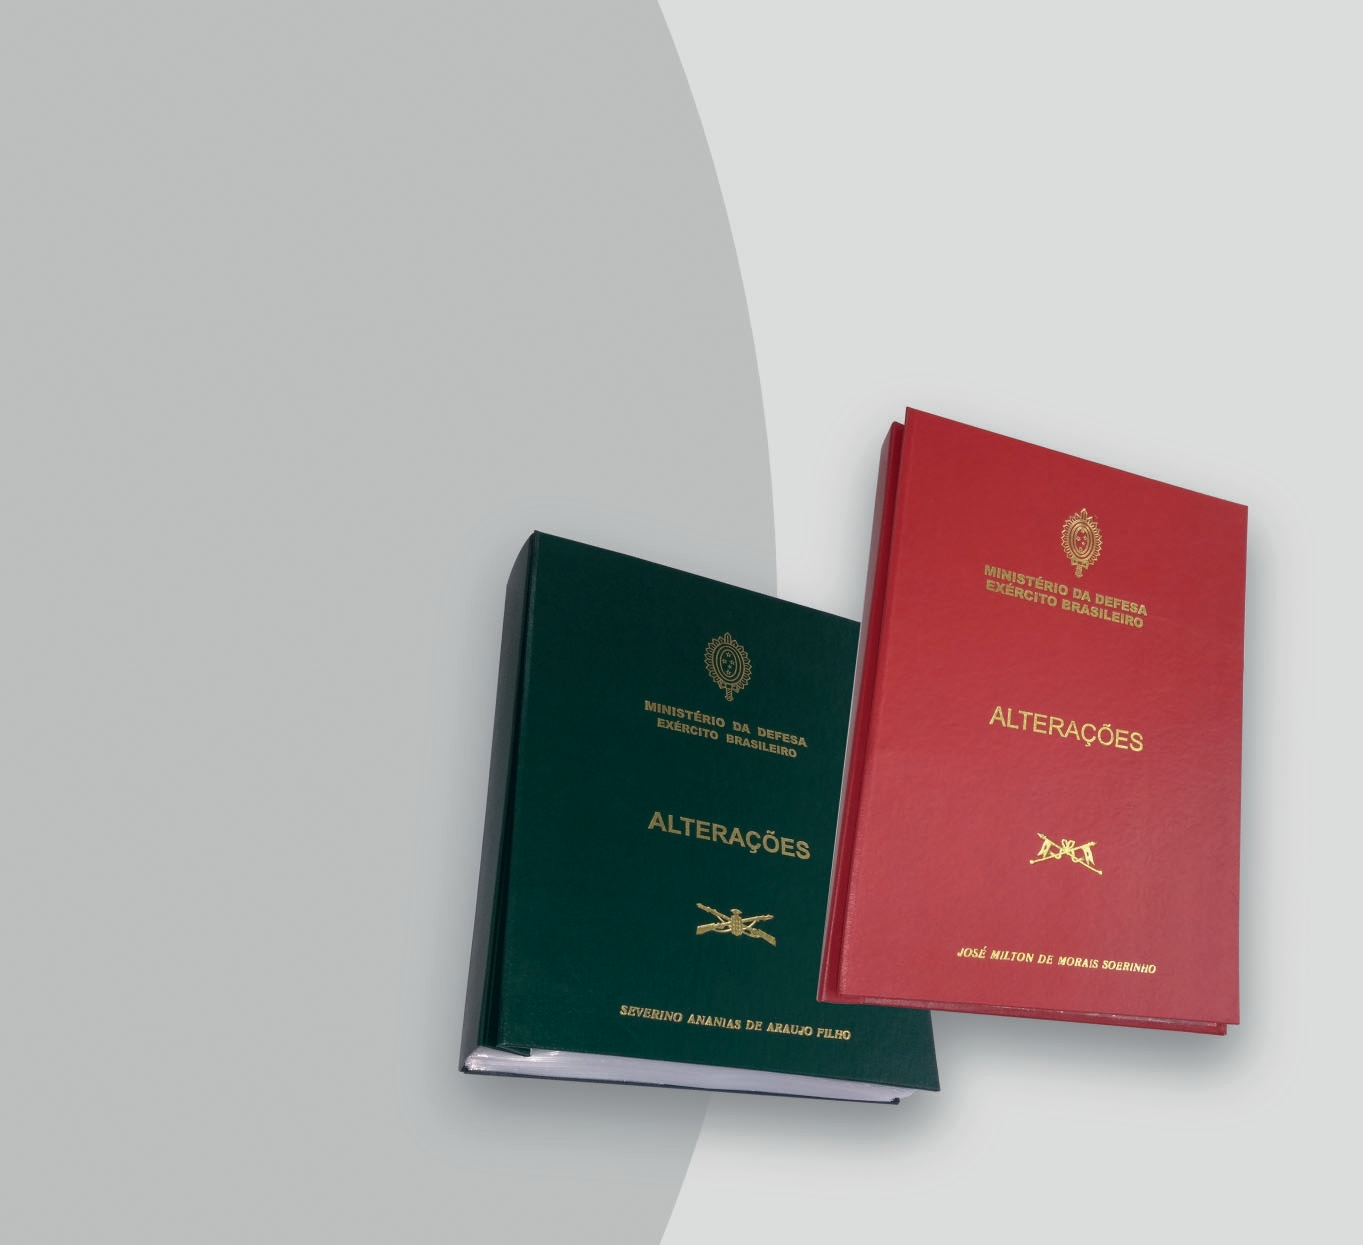 MINISTÉRIO DA DEFESA
EXÉRCITO BRASILEIRO
ALTERAÇÕES
SEVERINO ANANIAS DE ARAUJO FILHO
MINISTÉRIO DA DEFESA
EXÉRCITO BRASILEIRO
ALTERAÇÕES
JOSÉ MILTON DE MORAIS SOBRINHO